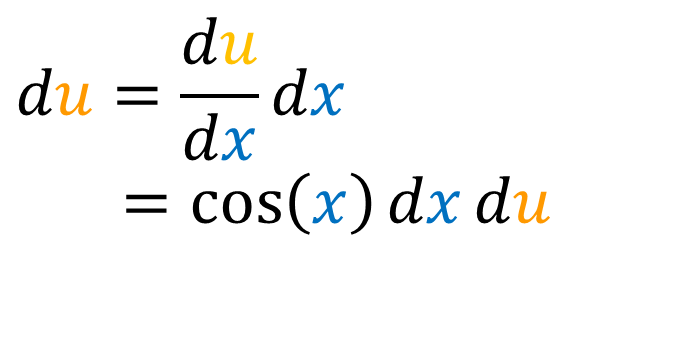 du = du/dx dx
= cos(x) dx du